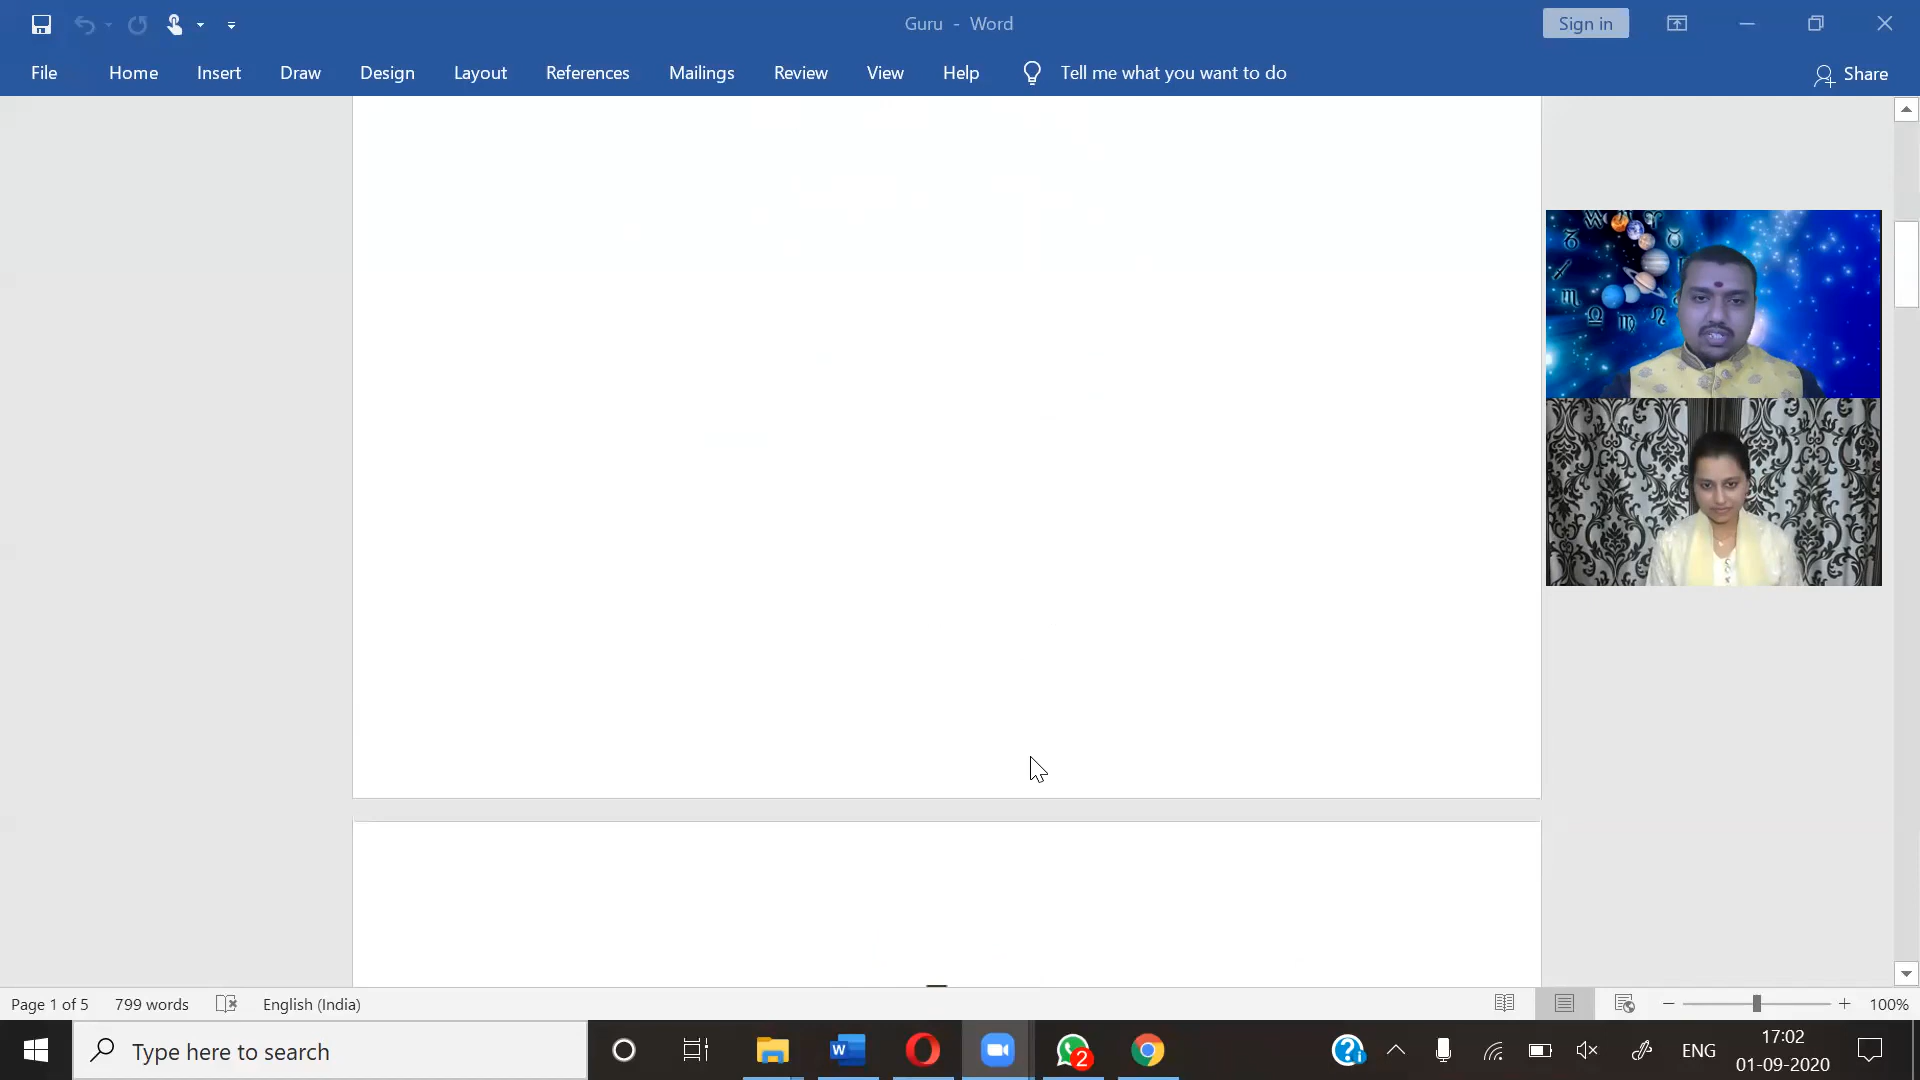 Guru - Word
Sign in
File Home Insert Draw Design Layout References Mailings Review View Help Tell me what you want to do Share
Page 1 of 5 799 words English (India) 100%
Type here to search
W
2
ENG
17:02
01-09-2020